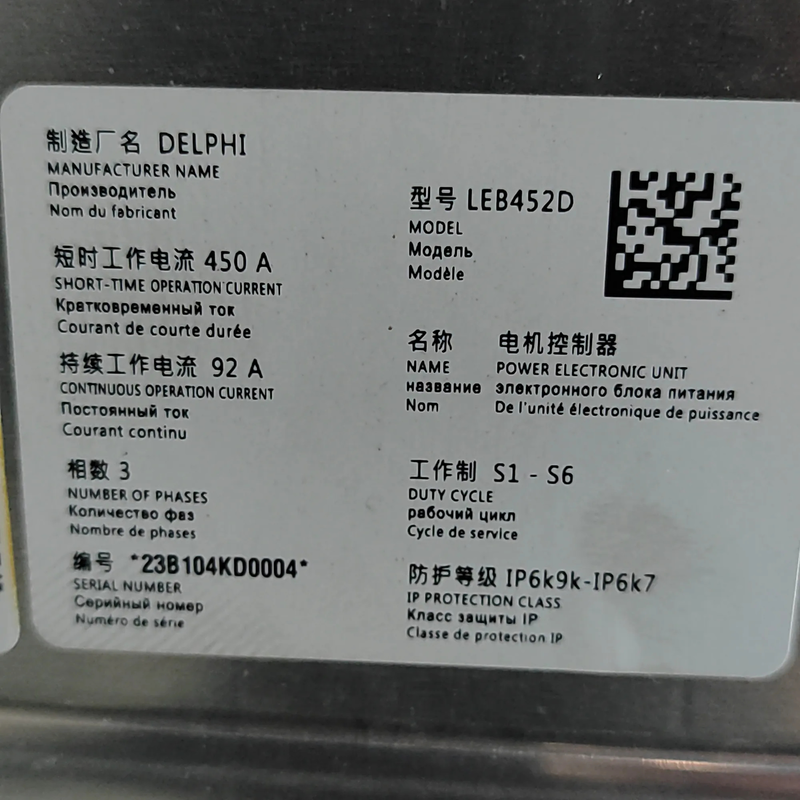 制造厂名 DELPHI
MANUFACTURER NAME
Производитель
Nom du fabricant
短时工作电流 450 A
SHORT-TIME OPERATION CURRENT
Кратковременный ток
Courant de courte durée
持续工作电流 92 A
CONTINUOUS OPERATION CURRENT
Постоянный ток
Courant continu
相数 3
NUMBER OF PHASES
Количество фаз
Nombre de phases
编号 *23B104KD0004*
SERIAL NUMBER
Серийный номер
Numéro de série
型号 LEB452D
MODEL
Модель
Modèle
名称 电机控制器
NAME POWER ELECTRONIC UNIT
название электронного блока питания
Nom De l'unité électronique de puissance
工作制 S1 - S6
DUTY CYCLE
рабочий цикл
Cycle de service
防护等级 IP6k9k-IP6k7
IP PROTECTION CLASS
Класс защиты IP
Classe de protection IP